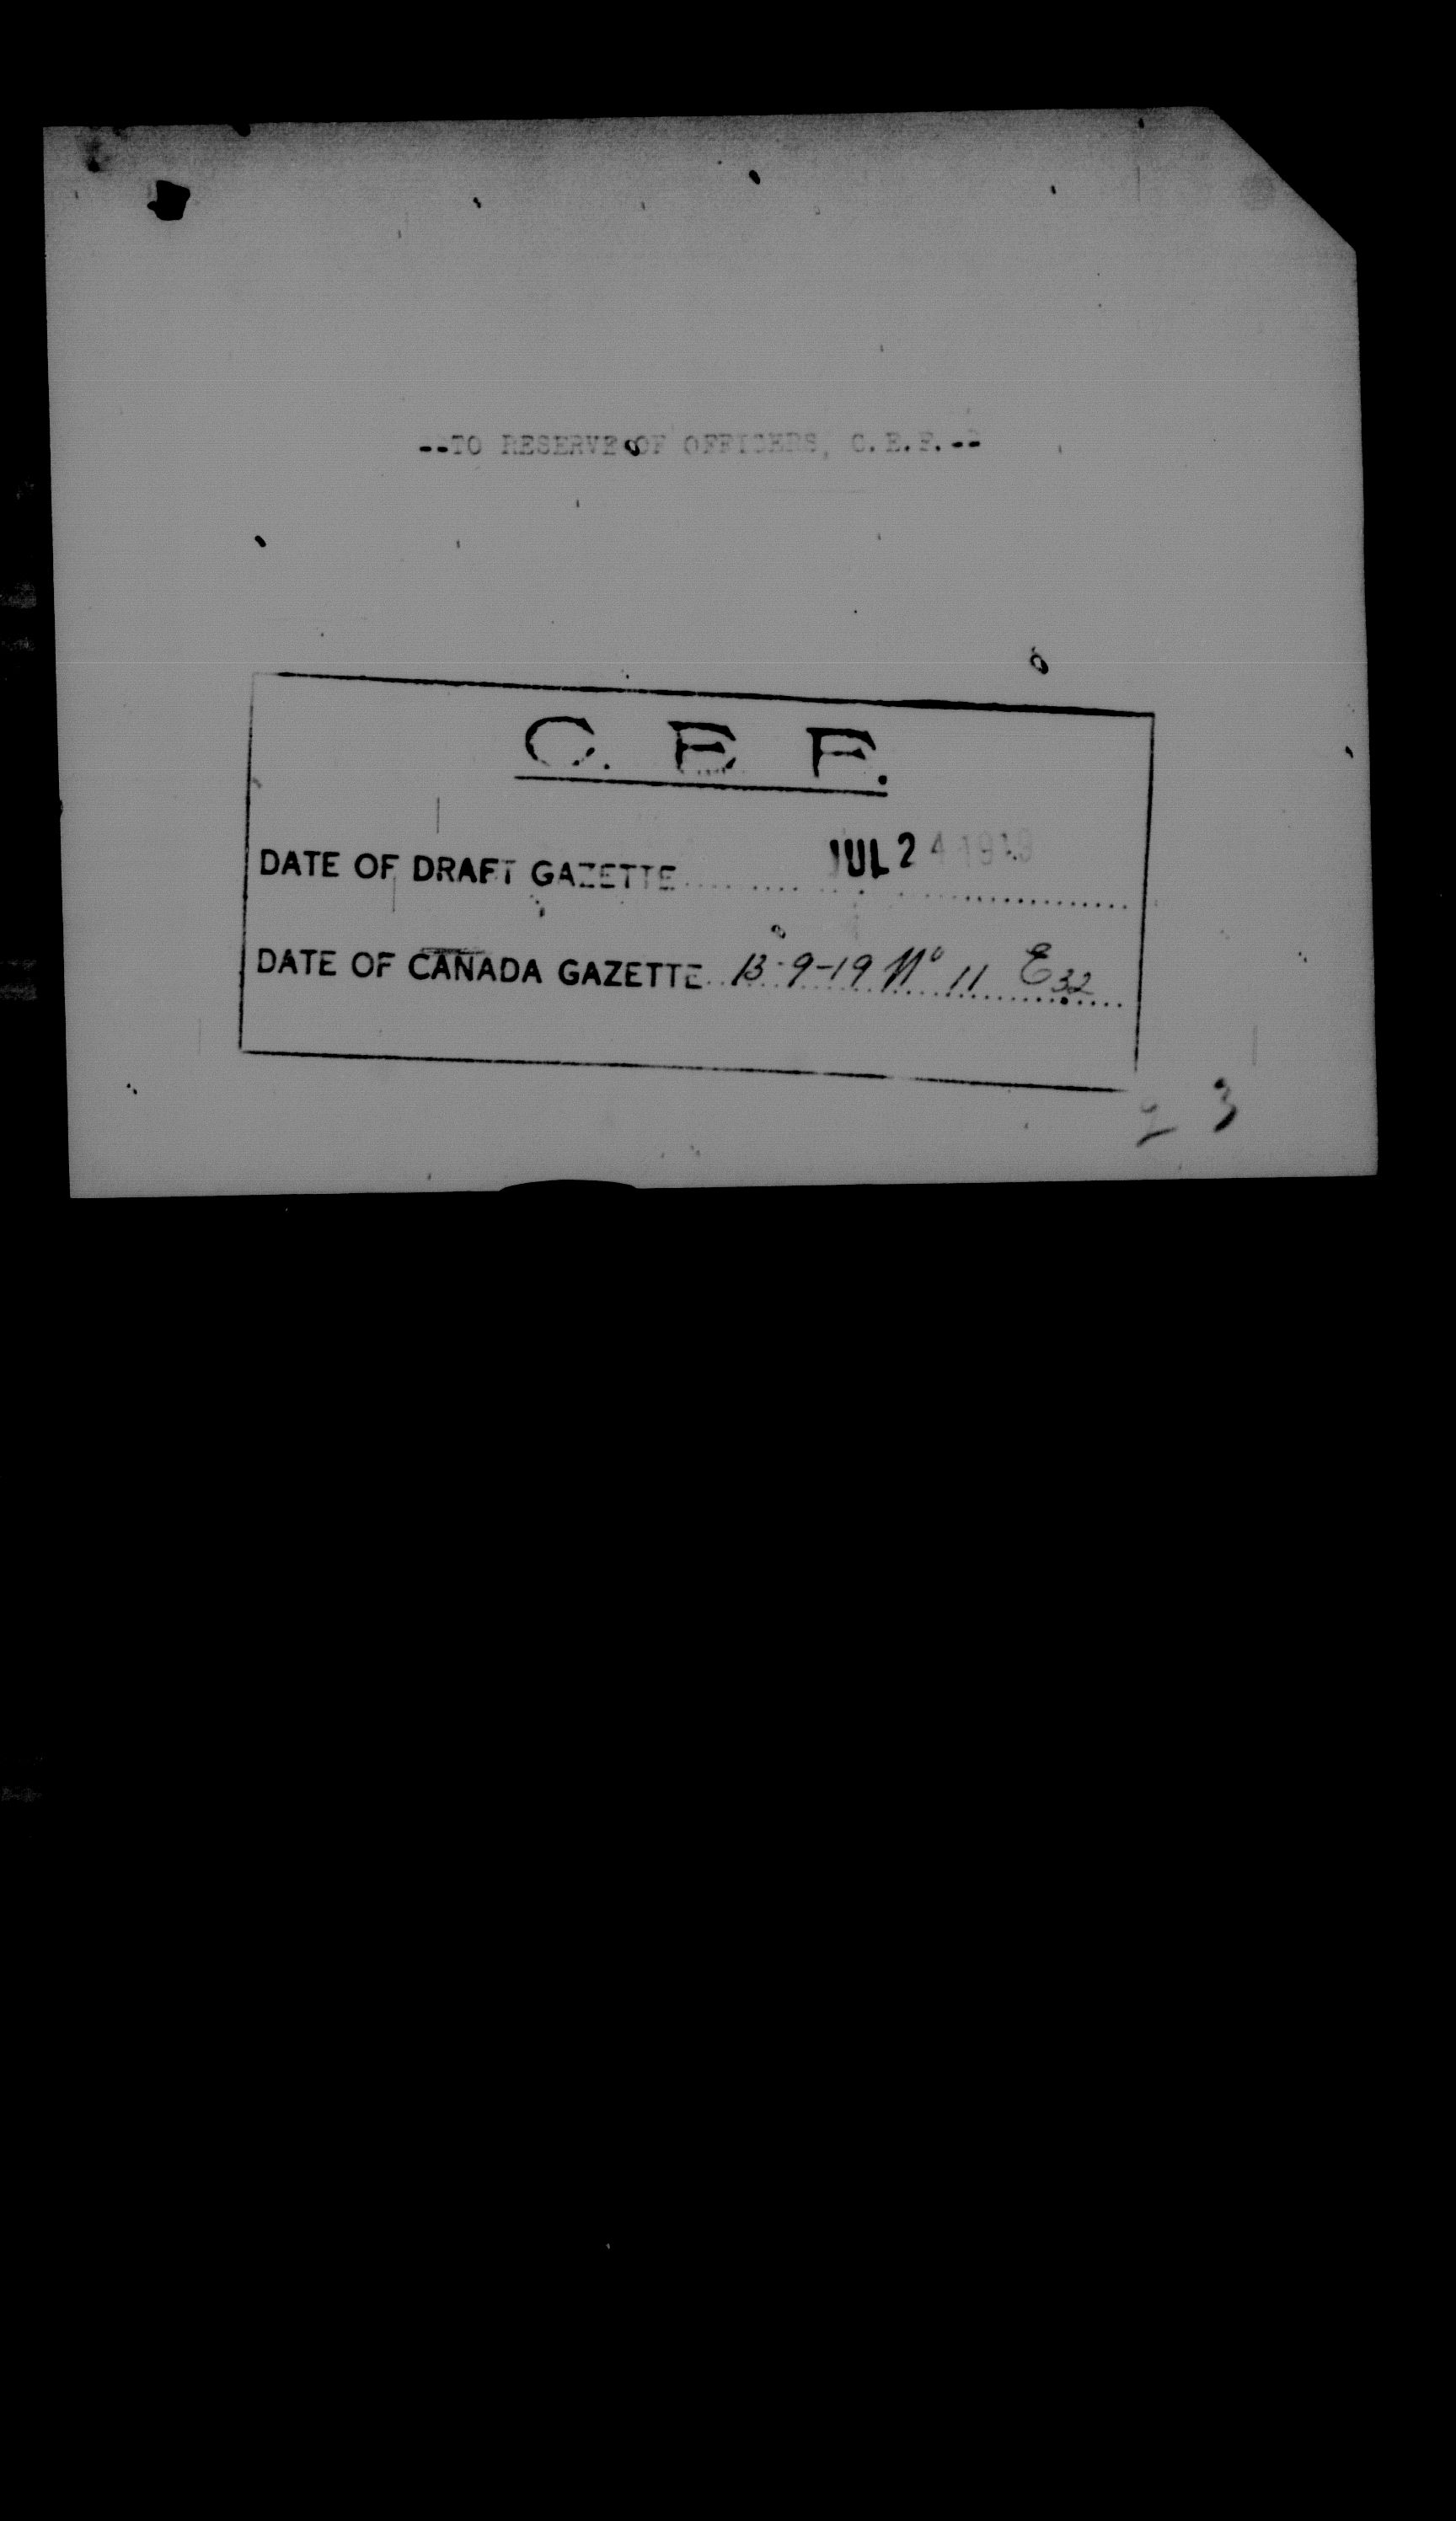 --TO RESERVE OF OFFICERS, C.E.F.--
C. E F.
DATE OF DRAFT GAZETTE JUL 24 1919
DATE OF CANADA GAZETTE 13-9-19 No 11 E32
23